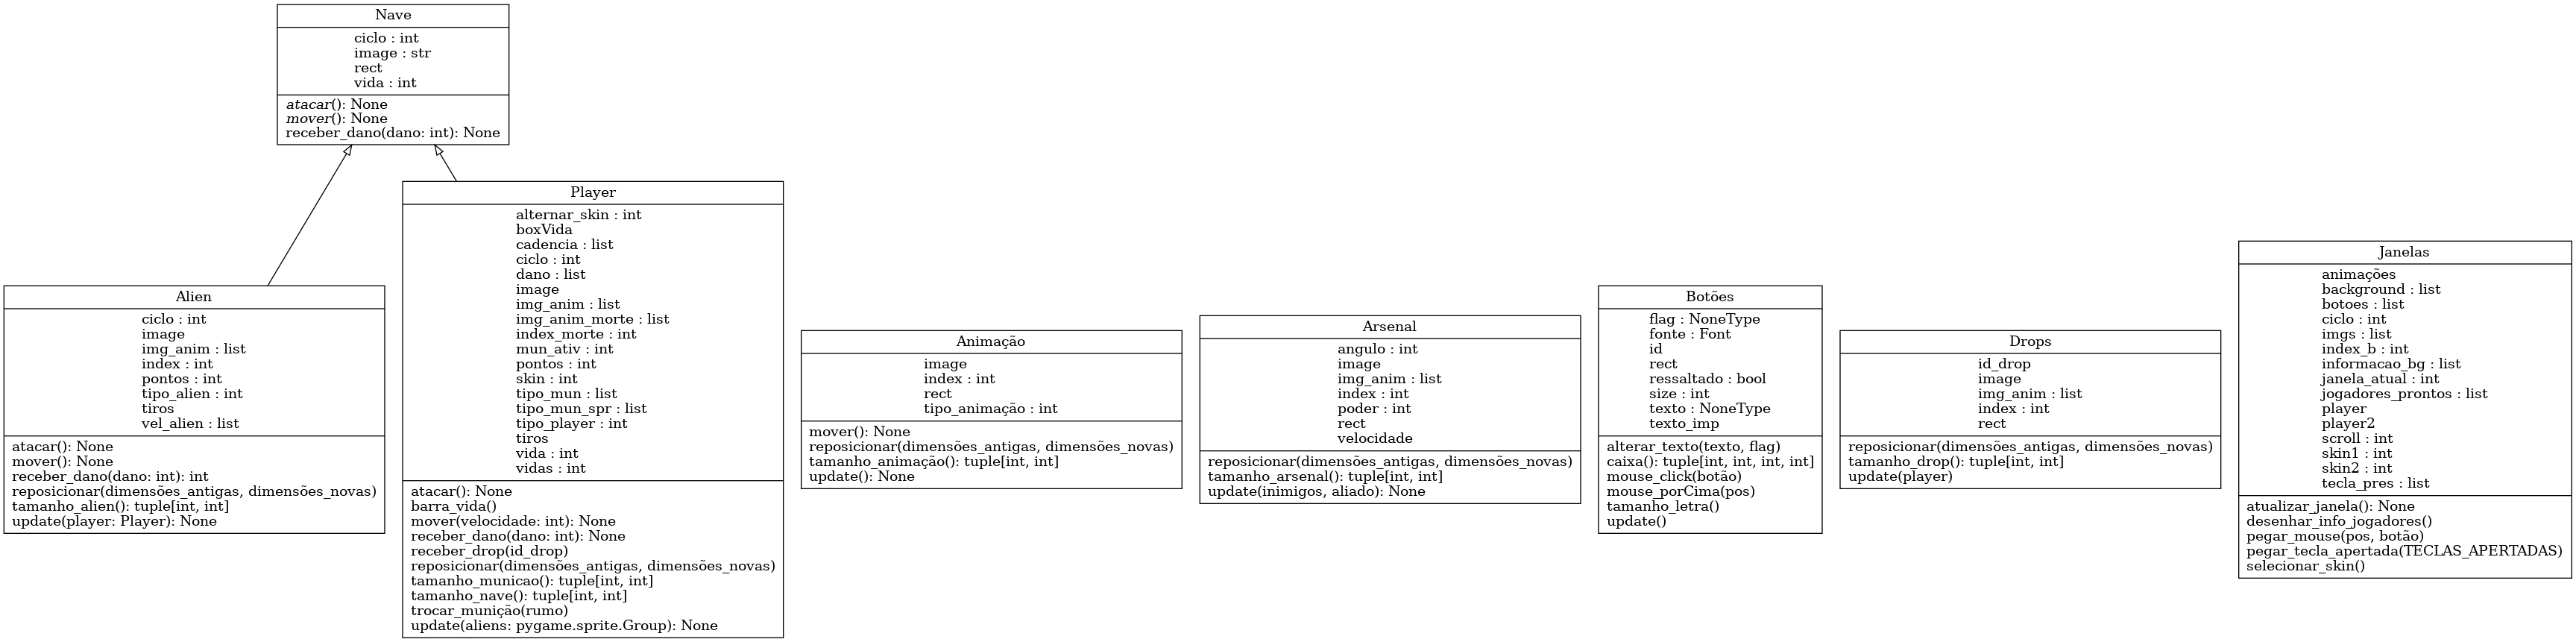 Nave
ciclo : int
image : str
rect
vida : int
atacar(): None
mover(): None
receber_dano(dano: int): None
Alien
ciclo : int
image
img_anim : list
index : int
pontos : int
tipo_alien : int
tiros
vel_alien : list
atacar(): None
mover(): None
receber_dano(dano: int): int
reposicionar(dimensões_antigas, dimensões_novas)
tamanho_alien(): tuple[int, int]
update(player: Player): None
Player
alternar_skin : int
boxVida
cadencia : list
ciclo : int
dano : list
image
img_anim : list
img_anim_morte : list
index_morte : int
mun_ativ : int
pontos : int
skin : int
tipo_mun : list
tipo_mun_spr : list
tipo_player : int
tiros
vida : int
vidas : int
atacar(): None
barra_vida()
mover(velocidade: int): None
receber_dano(dano: int): None
receber_drop(id_drop)
reposicionar(dimensões_antigas, dimensões_novas)
tamanho_municao(): tuple[int, int]
tamanho_nave(): tuple[int, int]
trocar_munição(rumo)
update(aliens: pygame.sprite.Group): None
Animação
image
index : int
rect
tipo_animação : int
mover(): None
reposicionar(dimensões_antigas, dimensões_novas)
tamanho_animação(): tuple[int, int]
update(): None
Arsenal
angulo : int
image
img_anim : list
index : int
poder : int
rect
velocidade
reposicionar(dimensões_antigas, dimensões_novas)
tamanho_arsenal(): tuple[int, int]
update(inimigos, aliado): None
Botões
flag : NoneType
fonte : Font
id
rect
ressaltado : bool
size : int
texto : NoneType
texto_imp
alterar_texto(texto, flag)
caixa(): tuple[int, int, int, int]
mouse_click(botão)
mouse_porCima(pos)
tamanho_letra()
update()
Drops
id_drop
image
img_anim : list
index : int
rect
reposicionar(dimensões_antigas, dimensões_novas)
tamanho_drop(): tuple[int, int]
update(player)
Janelas
animações
background : list
botoes : list
ciclo : int
imgs : list
index_b : int
informacao_bg : list
janela_atual : int
jogadores_prontos : list
player
player2
scroll : int
skin1 : int
skin2 : int
tecla_pres : list
atualizar_janela(): None
desenhar_info_jogadores()
pegar_mouse(pos, botão)
pegar_tecla_apertada(TECLAS_APERTADAS)
selecionar_skin()